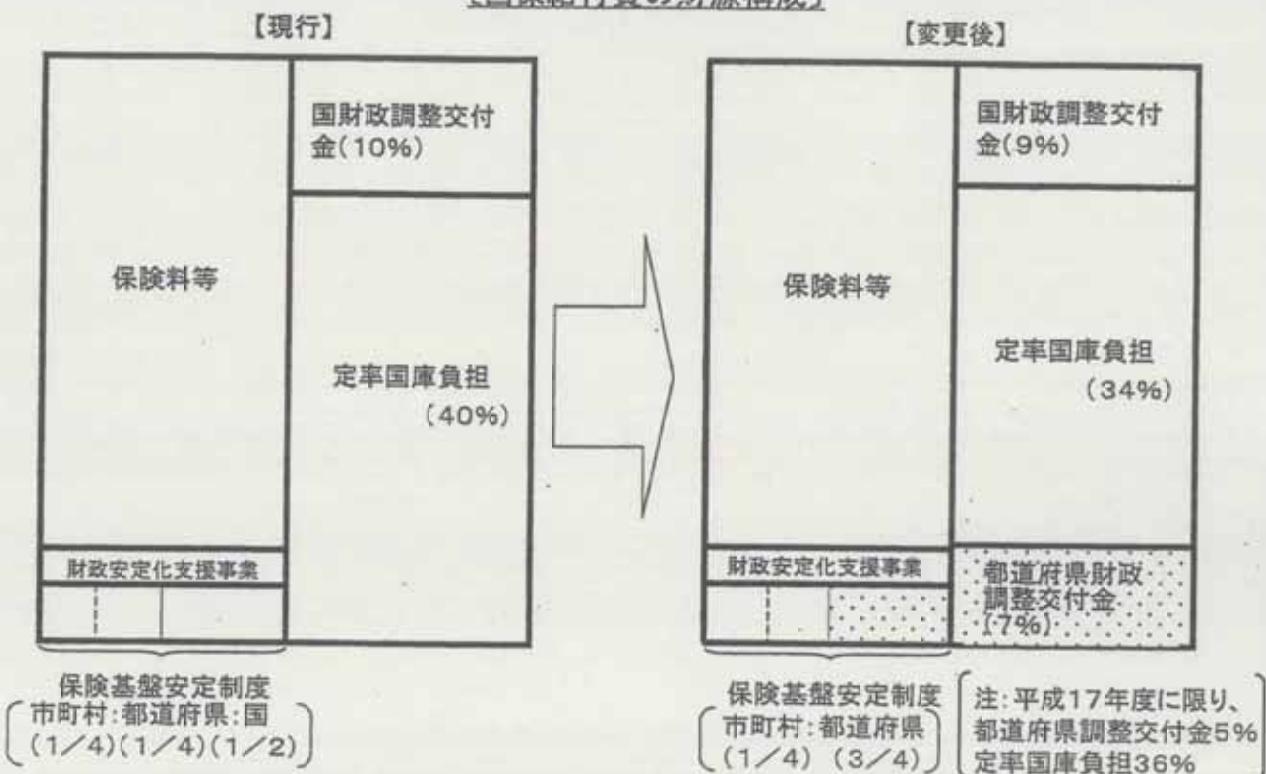 【現行】
国財政調整交付
金(10%)
保険料等
定率国庫負担
(40%)
財政安定化支援事業
保険基盤安定制度
市町村:都道府県:国
(1/4)(1/4)(1/2)
【変更後】
国財政調整交付
金(9%)
保険料等
定率国庫負担
(34%)
財政安定化支援事業
都道府県財政
調整交付金
(7%)
保険基盤安定制度
市町村:都道府県
(1/4) (3/4)
注:平成17年度に限り、
都道府県調整交付金5%
定率国庫負担36%